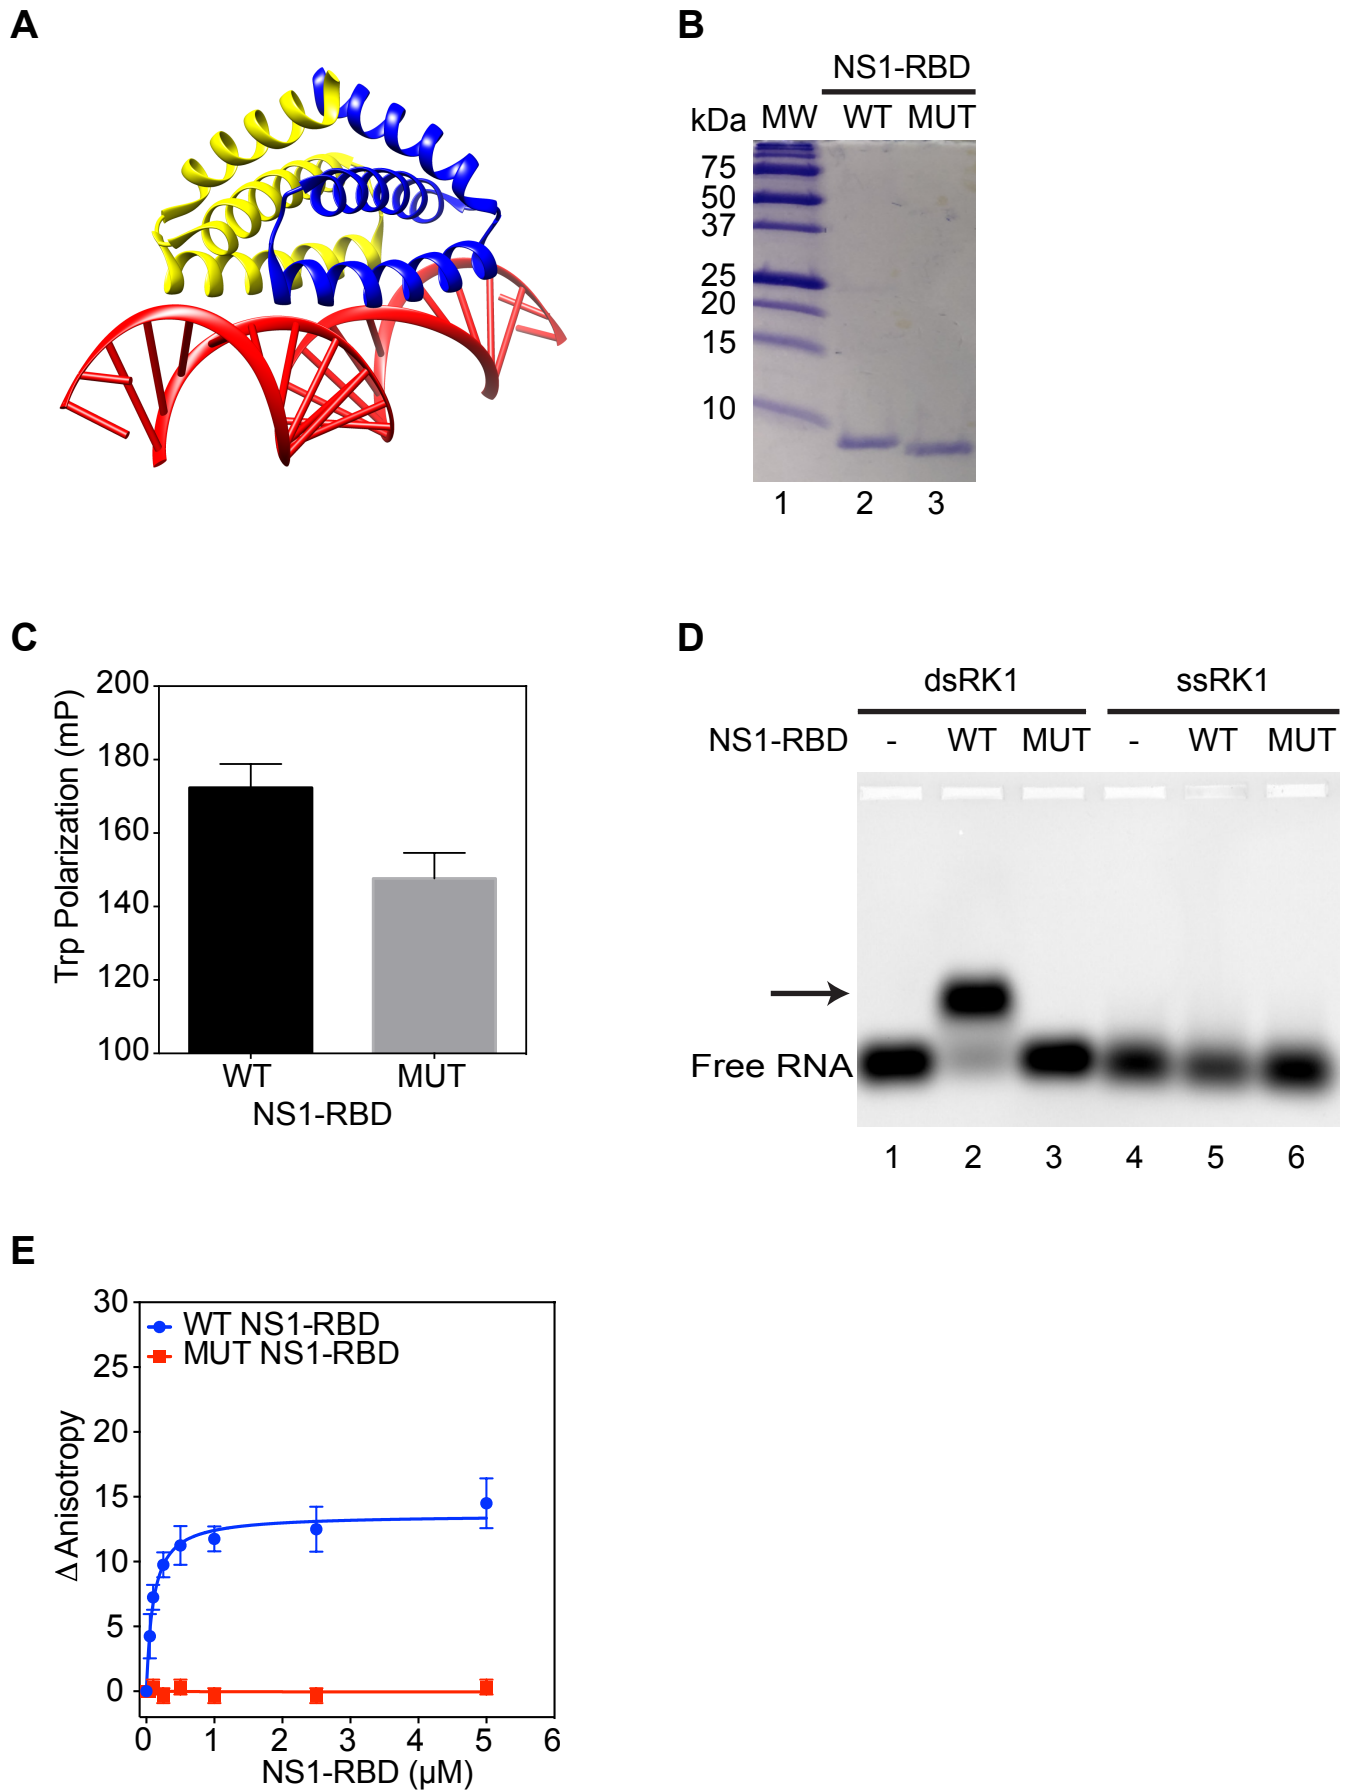 A
B
NS1-RBD
kDa MW WT MUT
75
50
37
25
20
15
10
1 2 3
C
Trp Polarization (mP)
200
180
160
140
120
100
WT MUT
NS1-RBD
D
dsRK1 ssRK1
NS1-RBD - WT MUT - WT MUT
Free RNA
1 2 3 4 5 6
E
Δ Anisotropy
30
25
20
15
10
5
0
WT NS1-RBD
MUT NS1-RBD
0 1 2 3 4 5 6
NS1-RBD (µM)